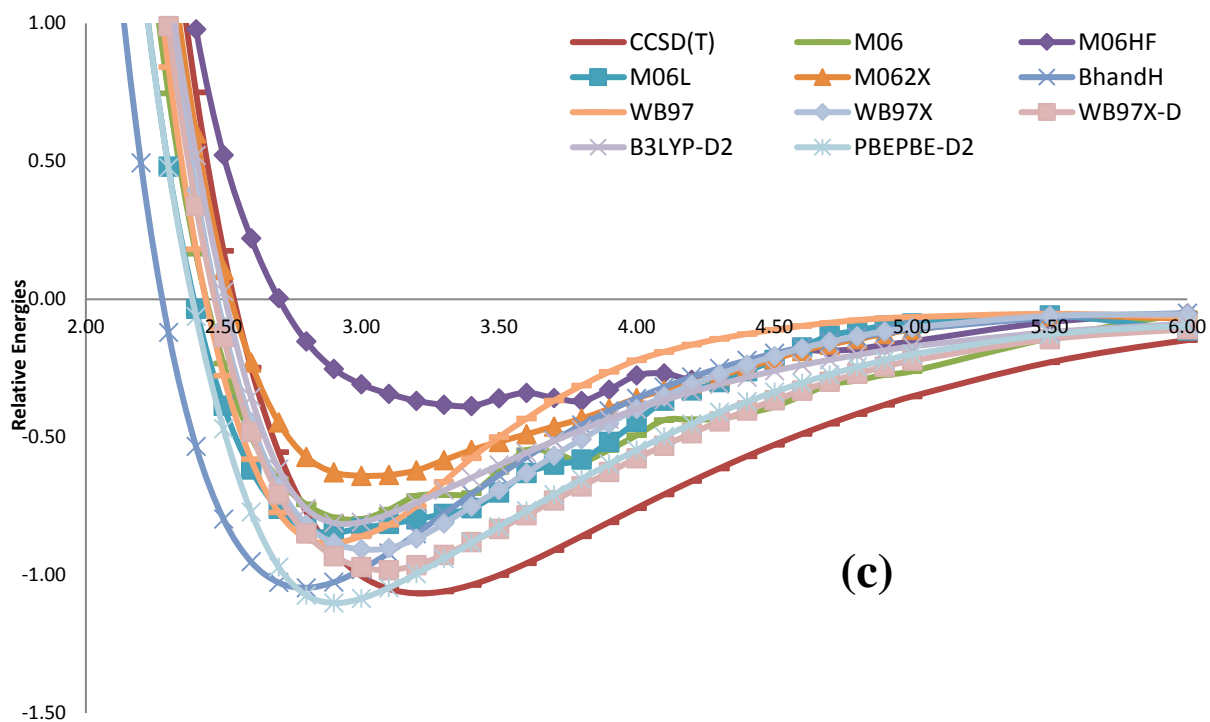 1.00
CCSD(T) M06 M06HF
M06L M062X BhandH
0.50
WB97 WB97X WB97X-D
B3LYP-D2 PBEPBE-D2
Relative Energies
0.00
2.00 2.50 3.00 3.50 4.00 4.50 5.00 5.50 6.00
-0.50
-1.00
(c)
-1.50